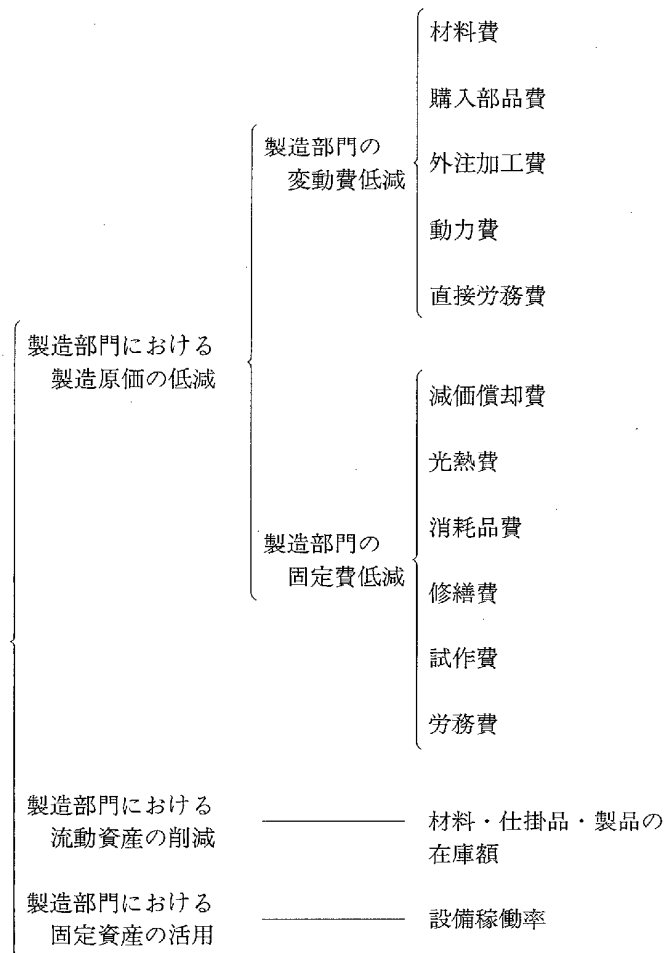 材料費
購入部品費
製造部門の
変動費低減
外注加工費
動力費
直接労務費
製造部門における
製造原価の低減
減価償却費
光熱費
消耗品費
製造部門の
固定費低減
修繕費
試作費
労務費
製造部門における
流動資産の削減
材料・仕掛品・製品の
在庫額
製造部門における
固定資産の活用
設備稼働率